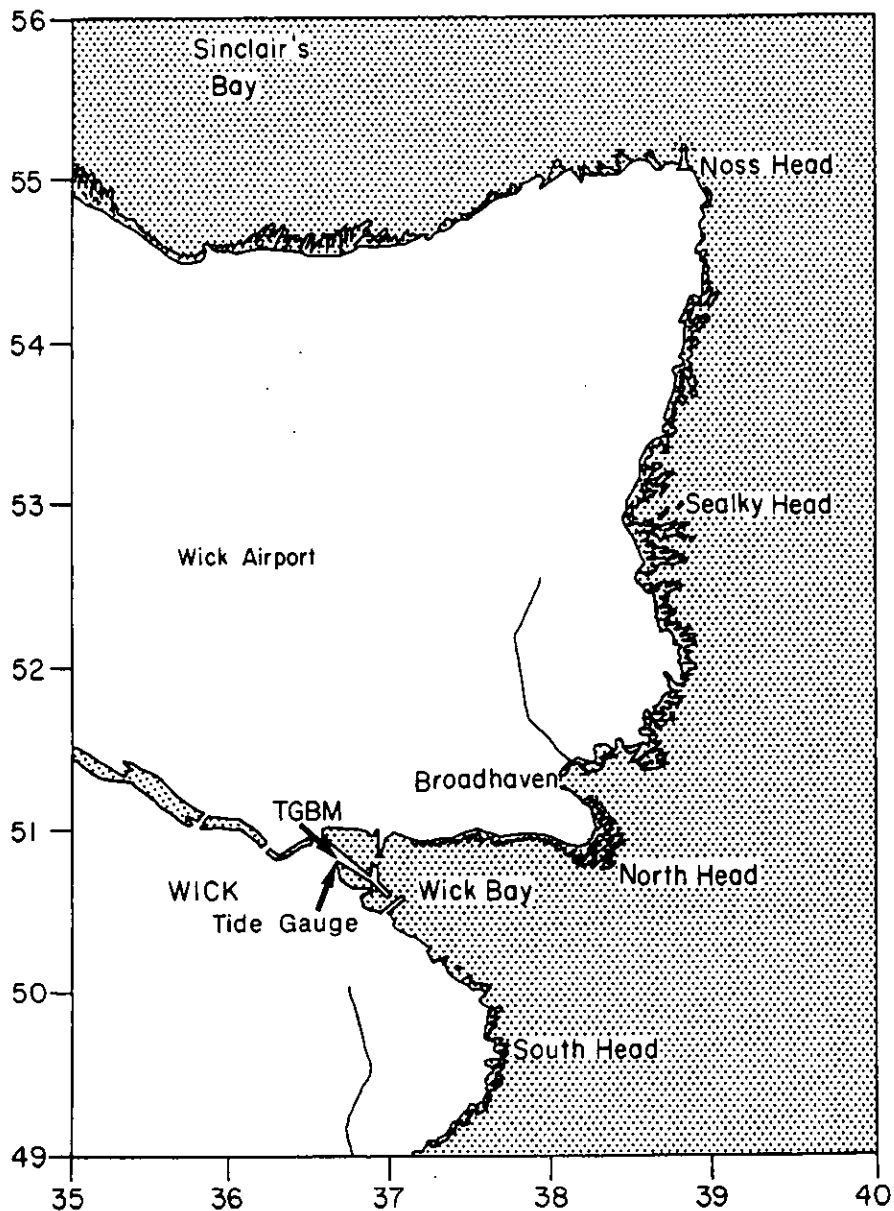 56
Sinclair's
Bay
55
Noss Head
54
53
Sealky Head
Wick Airport
52
Broadhaven
TGBM
51
WICK
Wick Bay
North Head
Tide Gauge
50
South Head
49
35
36
37
38
39
40